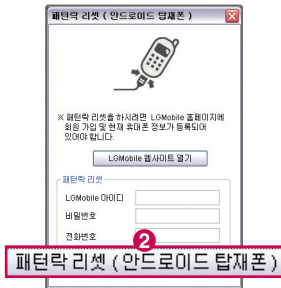 패턴락 리셋 ( 안드로이드 탑재폰 )
※ 패턴락 리셋을 하시려면 LGMobile 홈페이지에
회원 가입 및 현재 휴대폰 정보가 등록되어
있어야 합니다.
LGMobile 웹사이트 열기
패턴락 리셋
LGMobile 아이디
비밀번호
전화번호
2
패턴락 리셋 ( 안드로이드 탑재폰 )